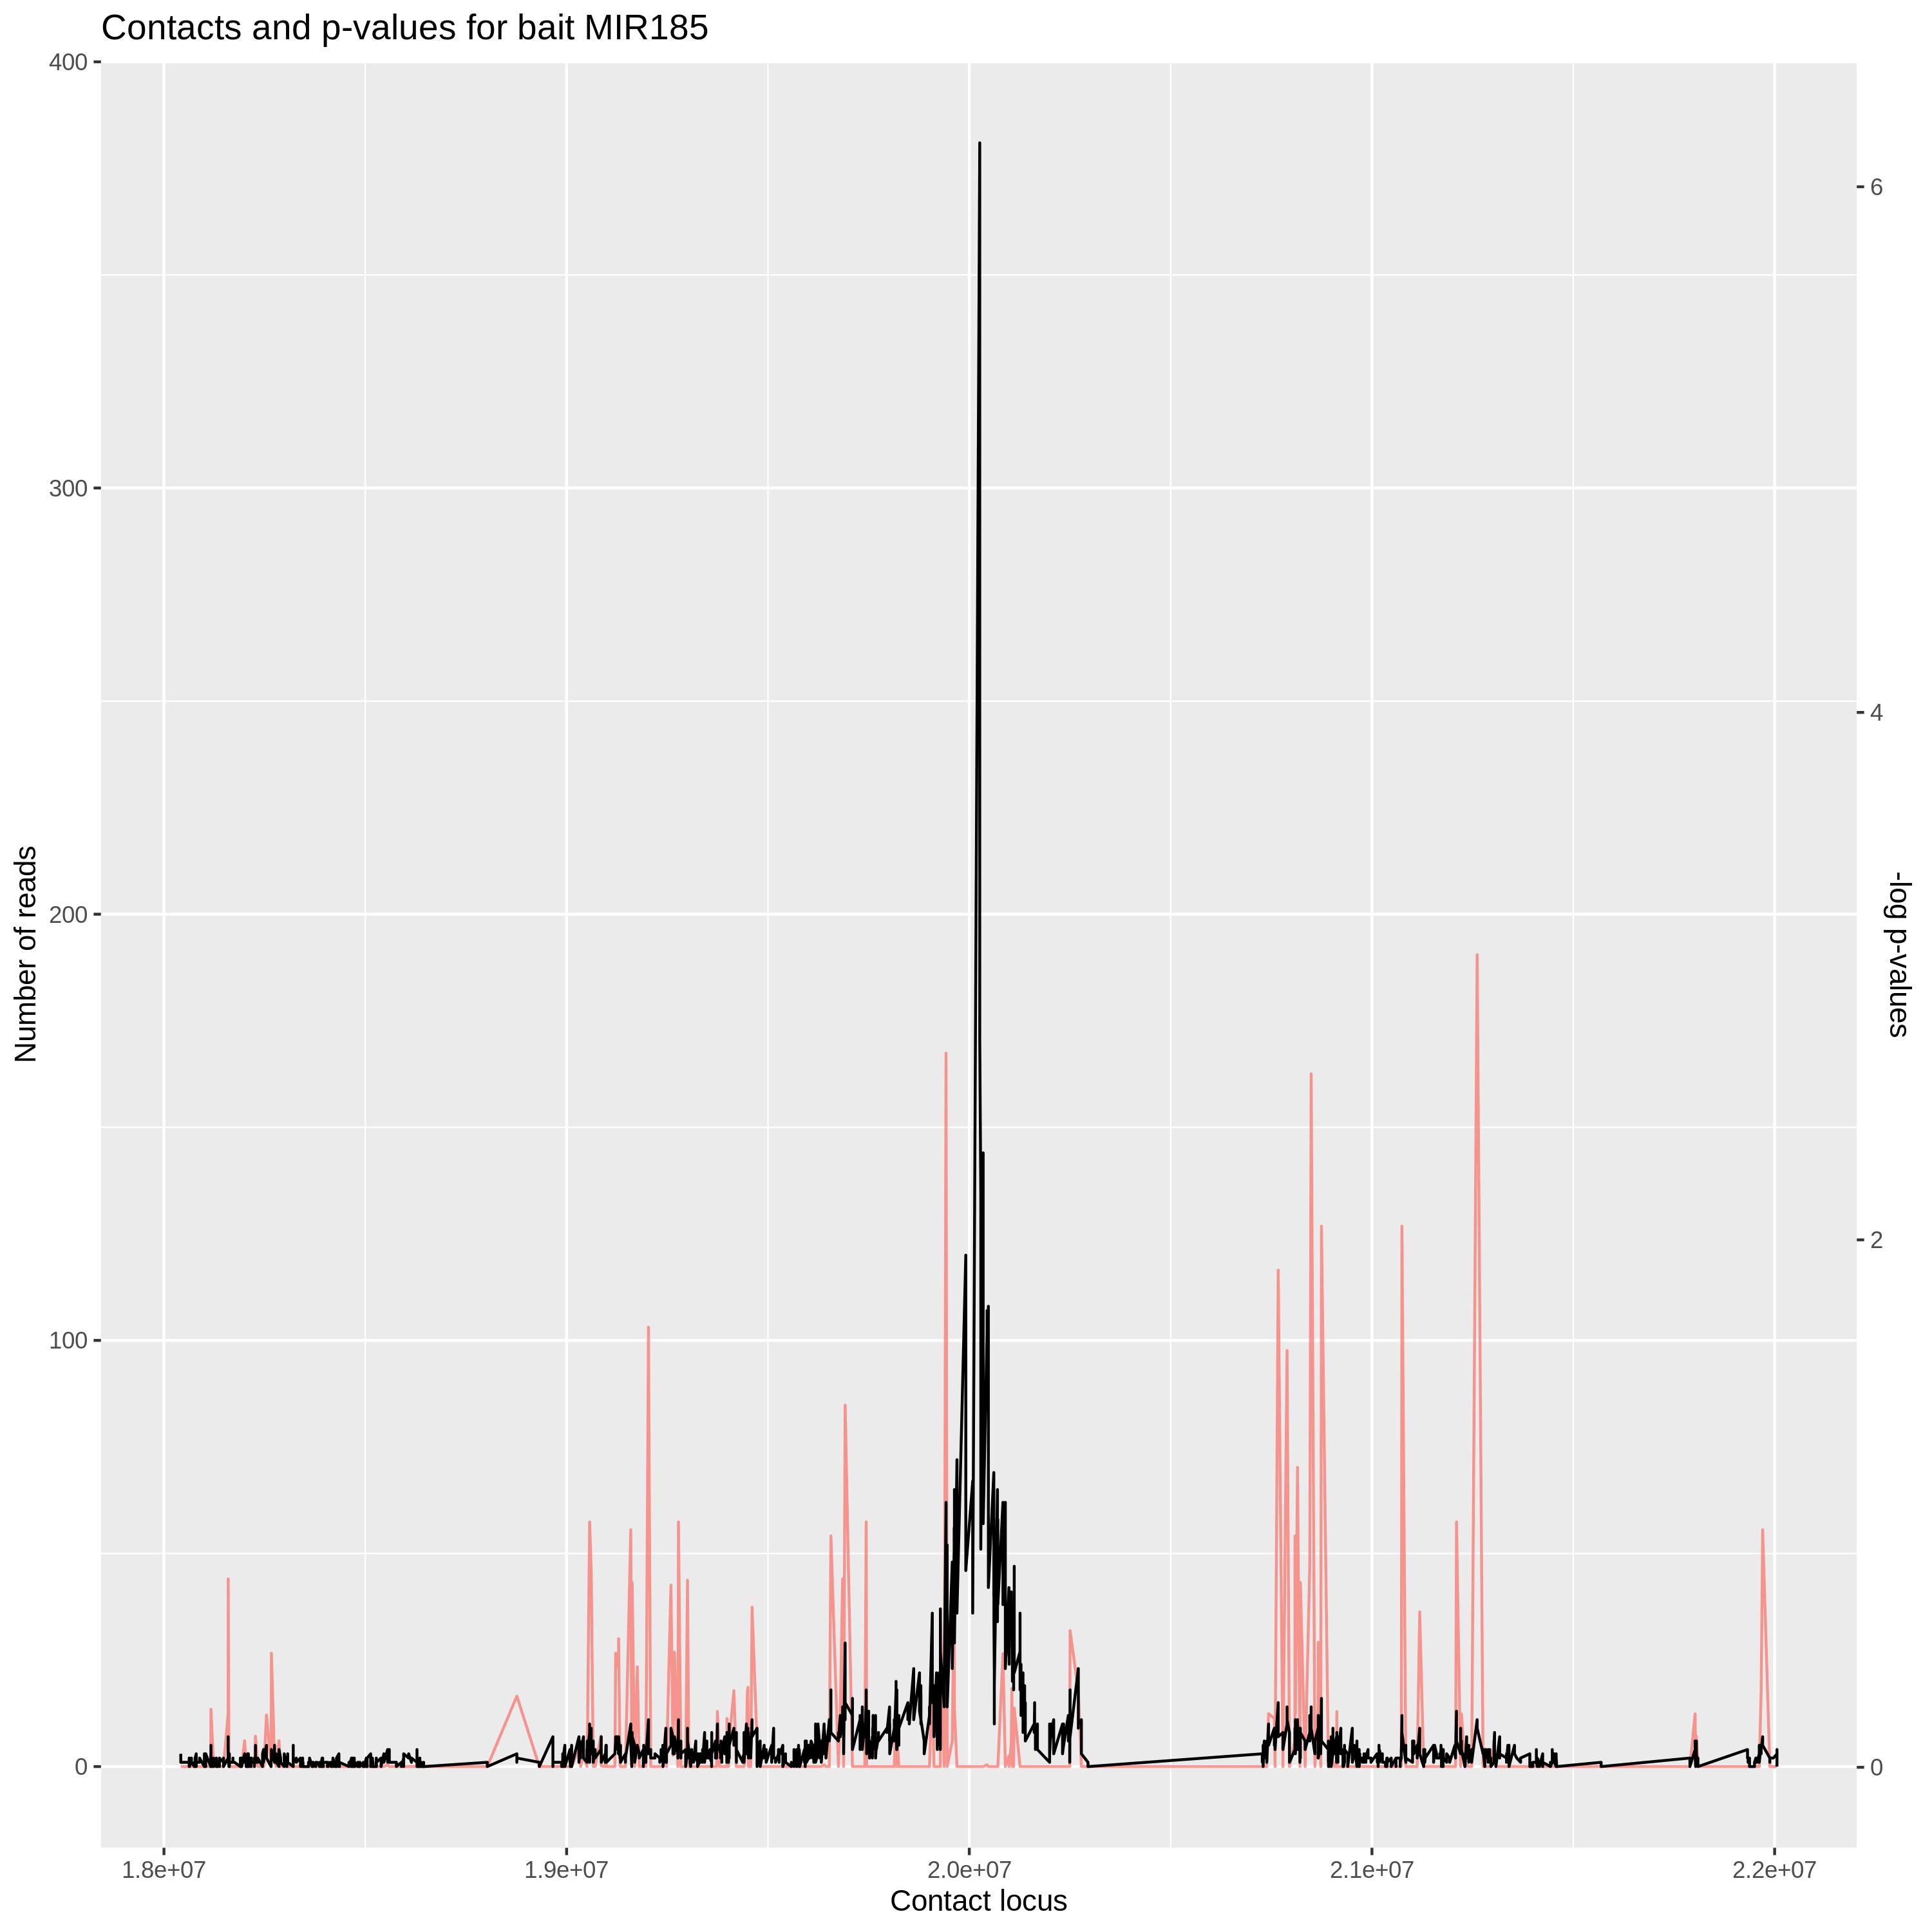 Contacts and p-values for bait MIR185
400
300
200
100
0
Number of reads
6
4
2
0
-log p-values
1.8e+07
1.9e+07
2.0e+07
2.1e+07
2.2e+07
Contact locus